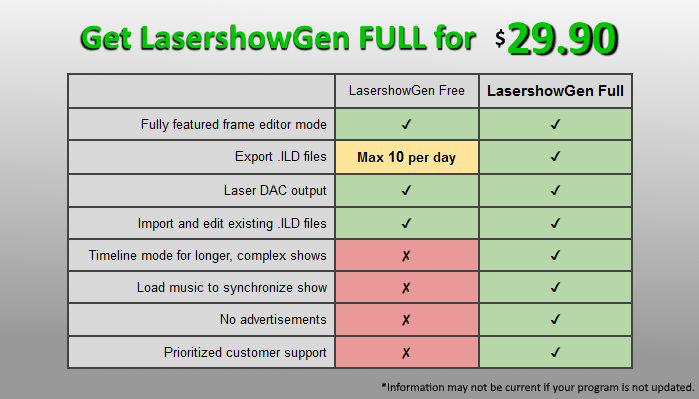 Get LasershowGen FULL for $29.90
LasershowGen Free LasershowGen Full
Fully featured frame editor mode ✓ ✓
Export .ILD files Max 10 per day ✓
Laser DAC output ✓ ✓
Import and edit existing .ILD files ✓ ✓
Timeline mode for longer, complex shows ✗ ✓
Load music to synchronize show ✗ ✓
No advertisements ✗ ✓
Prioritized customer support ✗ ✓
*Information may not be current if your program is not updated.